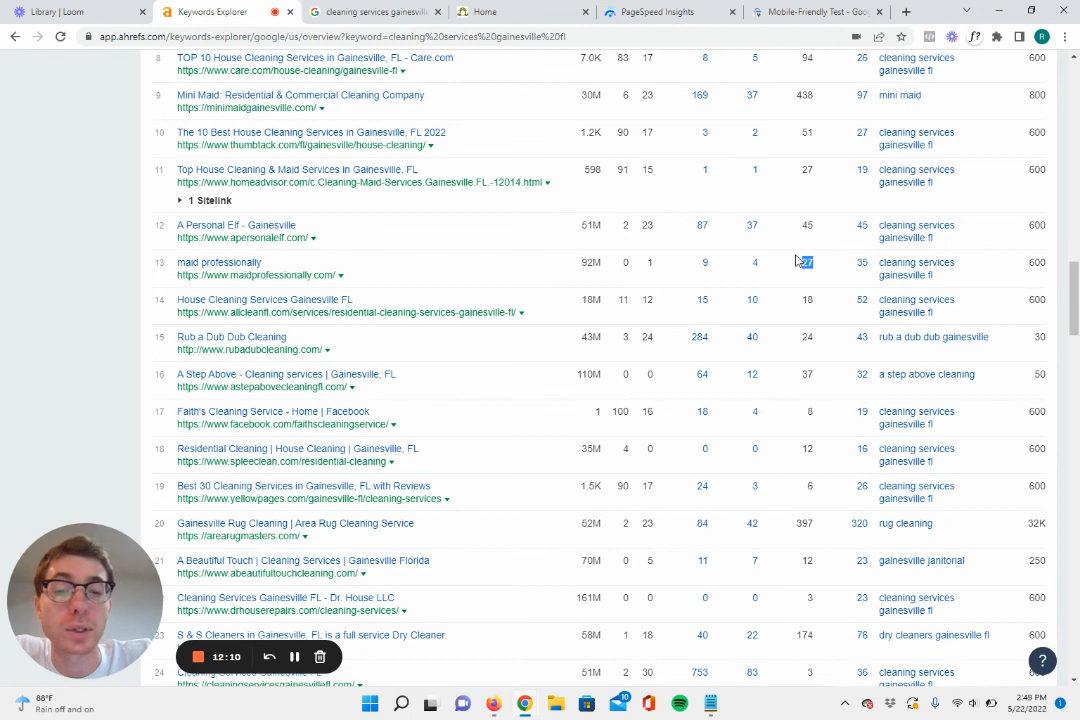 Library | Loom
Keywords Explorer
cleaning services gainesvill
Home
PageSpeed Insights
Mobile-Friendly Test - Goog
app.ahrefs.com/keywords-explorer/google/us/overview?keyword=cleaning%20services%20gainesville%20fl
8 TOP 10 House Cleaning Services in Gainesville, FL - Care.com 7.0K 83 17 8 5 94 26 cleaning services 600
https://www.care.com/house-cleaning/gainesville-fl gainesville fl
9 Mini Maid: Residential & Commercial Cleaning Company 30M 6 23 169 37 438 97 mini maid 800
https://minimaidgainesville.com/
10 The 10 Best House Cleaning Services in Gainesville, FL 2022 1.2K 90 17 3 2 51 27 cleaning services 600
https://www.thumbtack.com/fl/gainesville/house-cleaning/ gainesville fl
11 Top House Cleaning & Maid Services in Gainesville, FL 598 91 15 1 1 27 19 cleaning services 600
https://www.homeadvisor.com/c.Cleaning-Maid-Services.Gainesville.FL.-12014.html gainesville fl
1 Sitelink
12 A Personal Elf - Gainesville 51M 2 23 87 37 45 45 cleaning services 600
https://www.apersonalelf.com/ gainesville fl
13 maid professionally 92M 0 1 9 4 27 35 cleaning services 600
https://www.maidprofessionally.com/ gainesville fl
14 House Cleaning Services Gainesville FL 18M 11 12 15 10 18 52 cleaning services 600
https://www.allcleanfl.com/services/residential-cleaning-services-gainesville-fl/ gainesville fl
15 Rub a Dub Dub Cleaning 43M 3 24 284 40 24 43 rub a dub dub gainesville 30
http://www.rubadubcleaning.com/
16 A Step Above - Cleaning services | Gainesville, FL 110M 0 0 64 12 37 32 a step above cleaning 50
https://www.astepabovecleaningfl.com/
17 Faith's Cleaning Service - Home | Facebook 1 100 16 18 4 8 19 cleaning services 600
https://www.facebook.com/faithscleaningservice/ gainesville fl
18 Residential Cleaning | House Cleaning | Gainesville, FL 35M 4 0 0 0 12 16 cleaning services 600
https://www.spleeclean.com/residential-cleaning gainesville fl
19 Best 30 Cleaning Services in Gainesville, FL with Reviews 1.5K 90 17 24 3 6 26 cleaning services 600
https://www.yellowpages.com/gainesville-fl/cleaning-services gainesville fl
20 Gainesville Rug Cleaning | Area Rug Cleaning Service 52M 2 23 84 42 397 320 rug cleaning 32K
https://arearugmasters.com/
21 A Beautiful Touch | Cleaning Services | Gainesville Florida 70M 0 5 11 7 12 23 gainesville janitorial 250
https://www.abeautifultouchcleaning.com/
Cleaning Services Gainesville FL - Dr. House LLC 161M 0 0 0 0 3 23 cleaning services 600
https://www.drhouserepairs.com/cleaning-services/ gainesville fl
23 S & S Cleaners in Gainesville, FL is a full service Dry Cleaner. 58M 1 18 40 22 174 76 dry cleaners gainesville fl 600
24 Cleaning Services Gainesville FL 51M 2 30 753 83 3 36 cleaning services 600
https://cleaningservicesgainesvillefl.com/ gainesville fl
12:10
?
88°F
Rain off and on
10
2:49 PM
5/22/2022
1